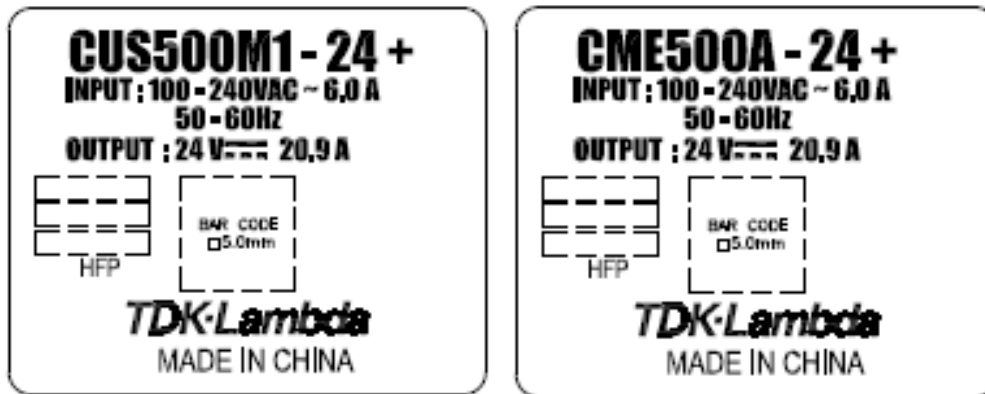 CUS500M1-24 +
INPUT : 100-240VAC ~ 6.0 A
50-60Hz
OUTPUT : 24 V⎓ 20.9 A
BAR CODE
□5.0mm
HFP
TDK·Lambda
MADE IN CHINA
CME500A-24 +
INPUT : 100-240VAC ~ 6.0 A
50-60Hz
OUTPUT : 24 V⎓ 20.9 A
BAR CODE
□5.0mm
HFP
TDK·Lambda
MADE IN CHINA